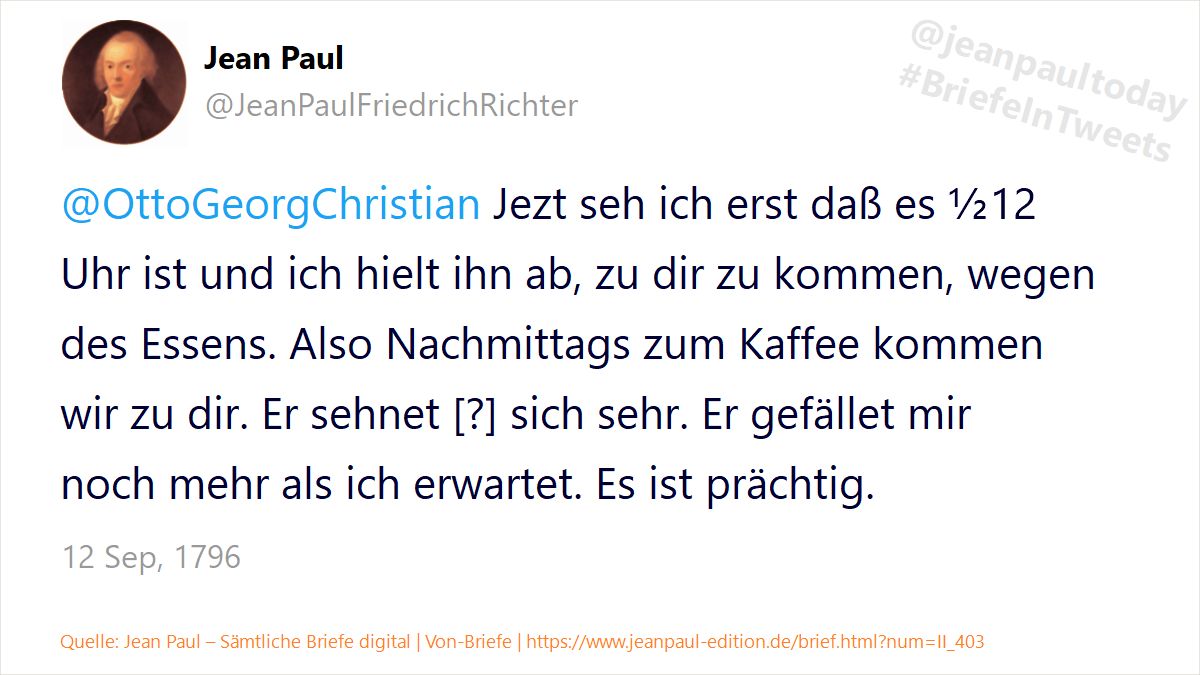 Jean Paul
@JeanPaulFriedrichRichter
@jeanpaultoday
#BriefeInTweets
@OttoGeorgChristian Jezt seh ich erst daß es ½12
Uhr ist und ich hielt ihn ab, zu dir zu kommen, wegen
des Essens. Also Nachmittags zum Kaffee kommen
wir zu dir. Er sehnet [?] sich sehr. Er gefället mir
noch mehr als ich erwartet. Es ist prächtig.
12 Sep, 1796
Quelle: Jean Paul – Sämtliche Briefe digital | Von-Briefe | https://www.jeanpaul-edition.de/brief.html?num=II_403